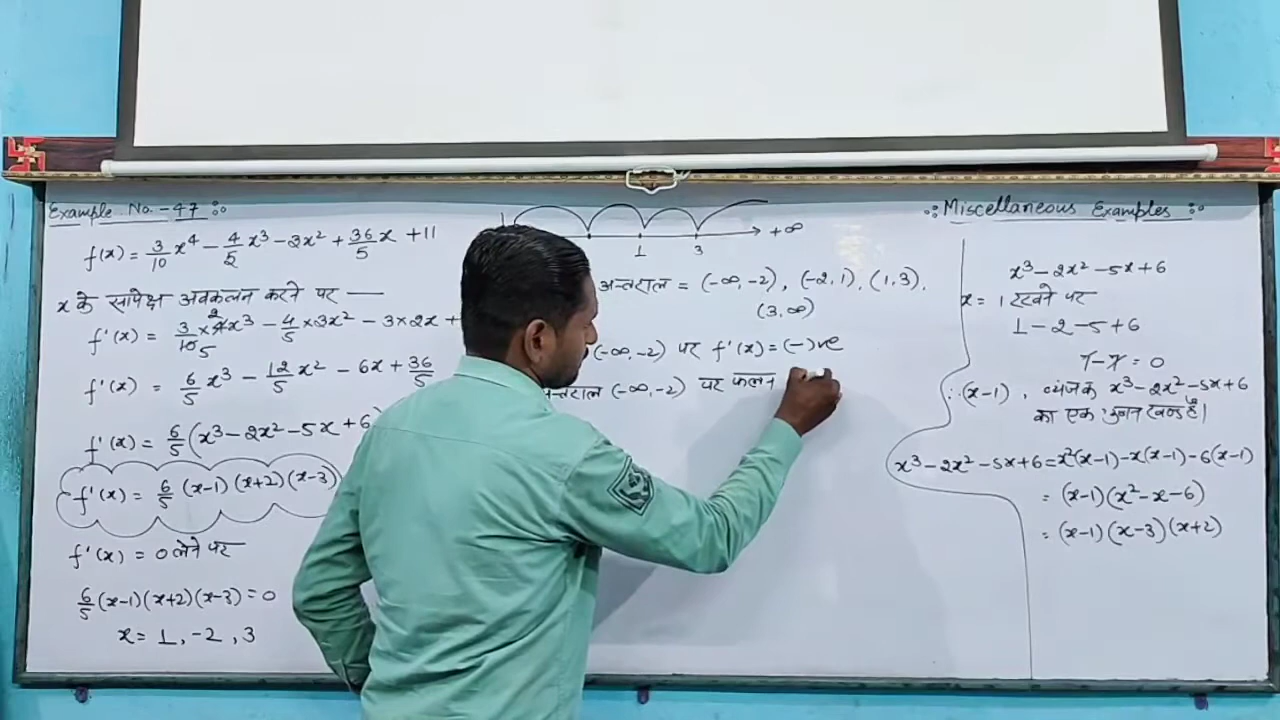 Example No. - 47 :-
f(x) = 3/10 x⁴ - 4/5 x³ - 3x² + 36/5 x + 11
x के सापेक्ष अवकलन करने पर —
f'(x) = 3/10 × 4x³ - 4/5 × 3x² - 3×2x +
f'(x) = 6/5 x³ - 12/5 x² - 6x + 36/5
f'(x) = 6/5 (x³ - 2x² - 5x + 6)
f'(x) = 6/5 (x-1) (x+2) (x-3)
f'(x) = 0 लेने पर
6/5 (x-1) (x+2) (x-3) = 0
x = 1, -2, 3
1 3 +∞
अन्तराल = (-∞, -2), (-2, 1), (1, 3),
(3, ∞)
(-∞, -2) पर f'(x) = (-)ve
अन्तराल (-∞, -2) पर फलन
:: Miscellaneous Examples :-
x³ - 2x² - 5x + 6
x = 1 रखने पर
1 - 2 - 5 + 6
7 - 7 = 0
∴ (x-1), व्यंजक x³ - 2x² - 5x + 6
का एक गुणनखण्ड है।
x³ - 2x² - 5x + 6 = x²(x-1) - x(x-1) - 6(x-1)
= (x-1) (x² - x - 6)
= (x-1) (x-3) (x+2)